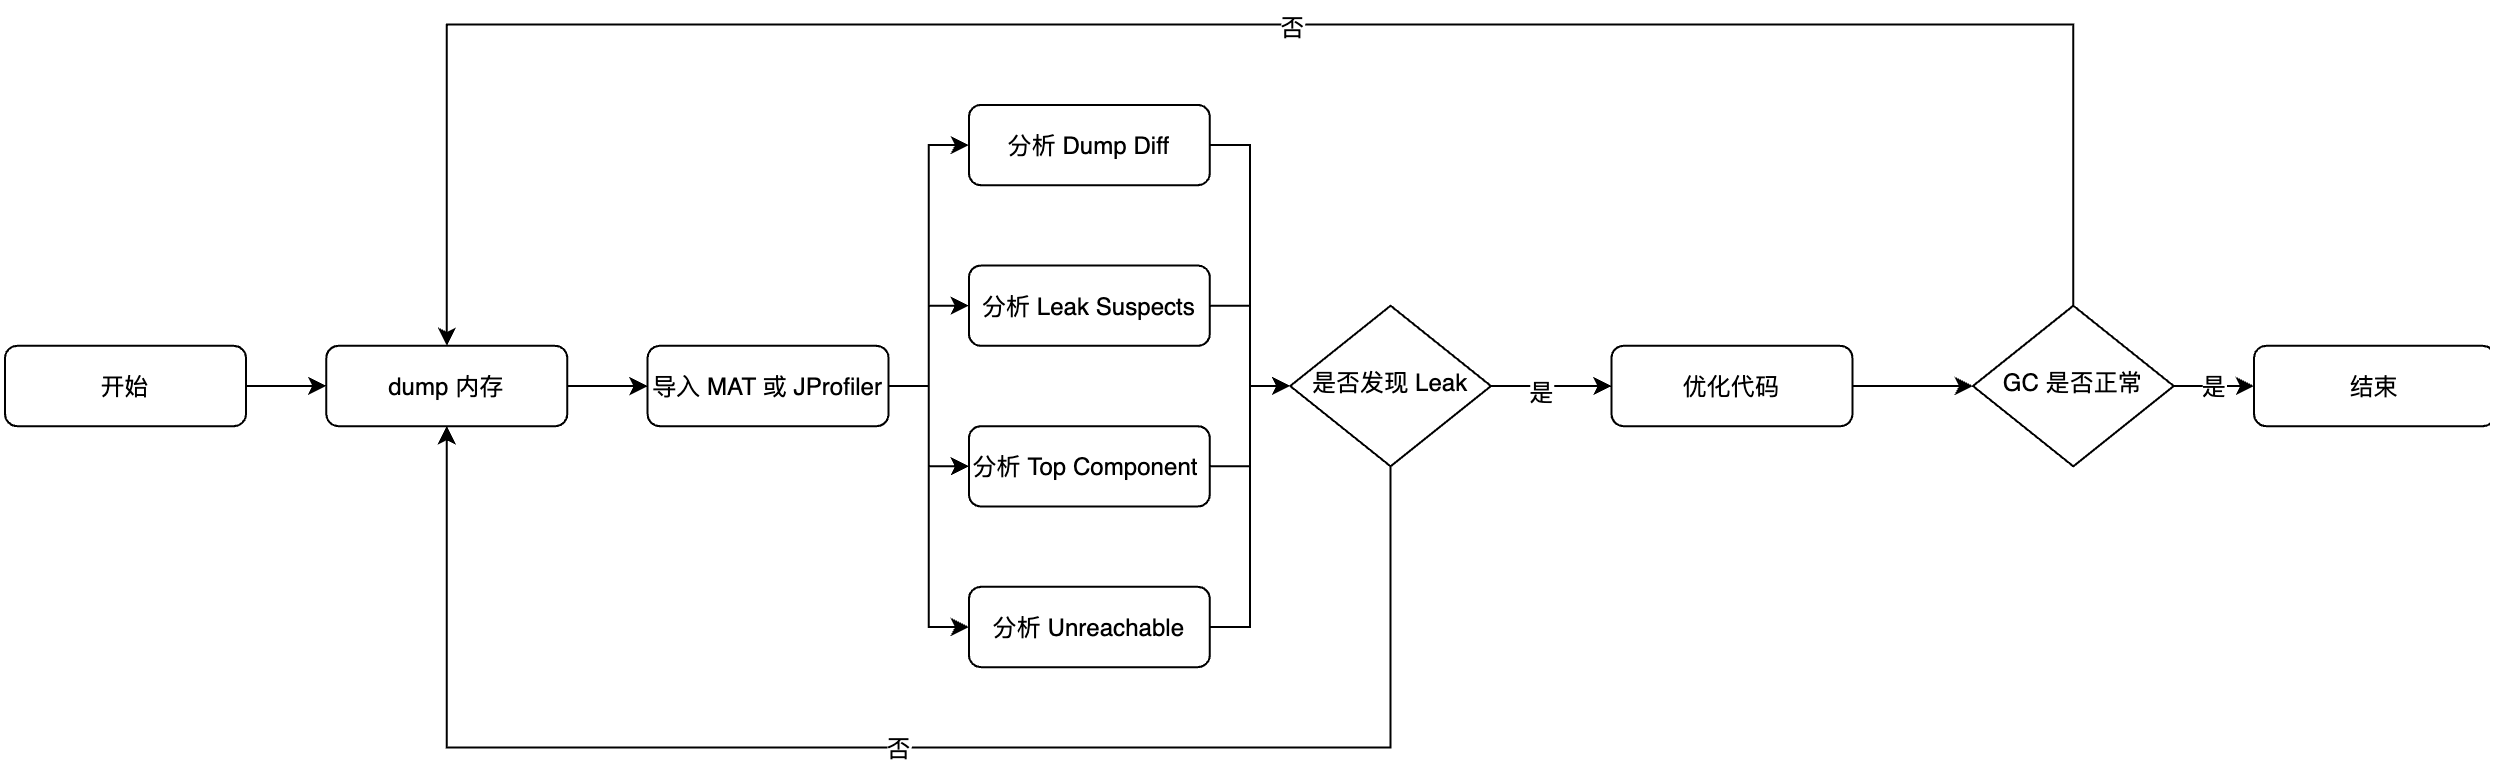 否
分析 Dump Diff
分析 Leak Suspects
开始
dump 内存
导入 MAT 或 JProfiler
是否发现 Leak
是
优化代码
GC 是否正常
是
结束
分析 Top Component
分析 Unreachable
否